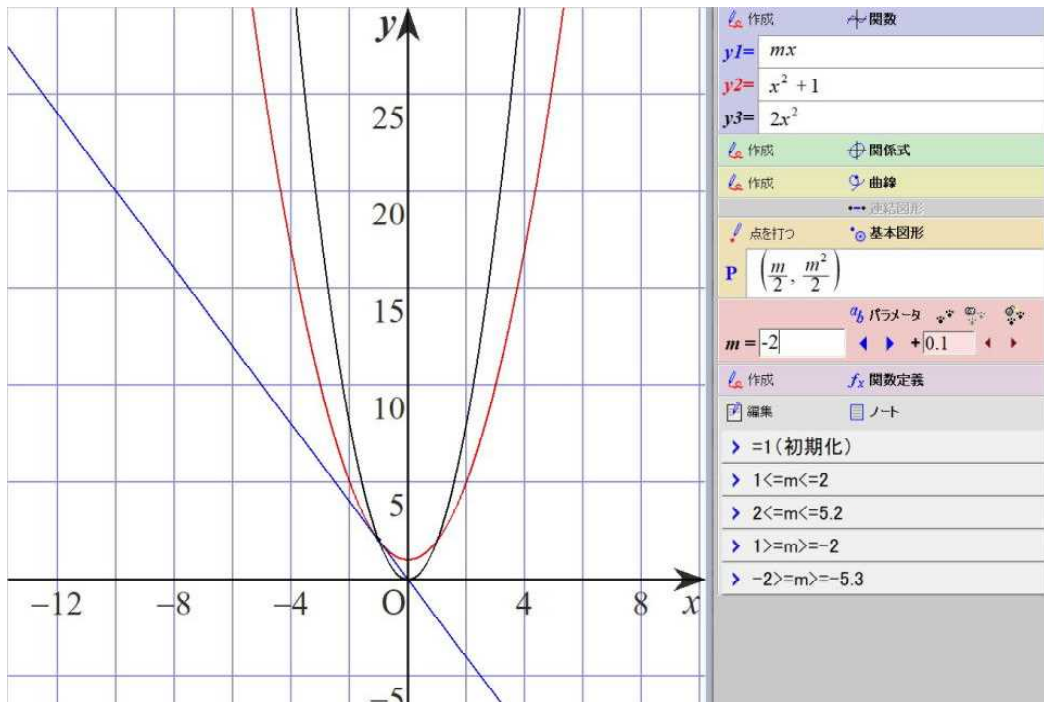 y
25
20
15
10
5
-12 -8 -4 O 4 8 x
-5
作成 関数
y1= mx
y2= x² +1
y3= 2x²
作成 関係式
作成 曲線
連結図形
点を打つ 基本図形
P (m/2, m²/2)
ab パラメータ
m = -2 +0.1
作成 fx 関数定義
編集 ノート
> =1(初期化)
> 1<=m<=2
> 2<=m<=5.2
> 1>=m>=-2
> -2>=m>=-5.3